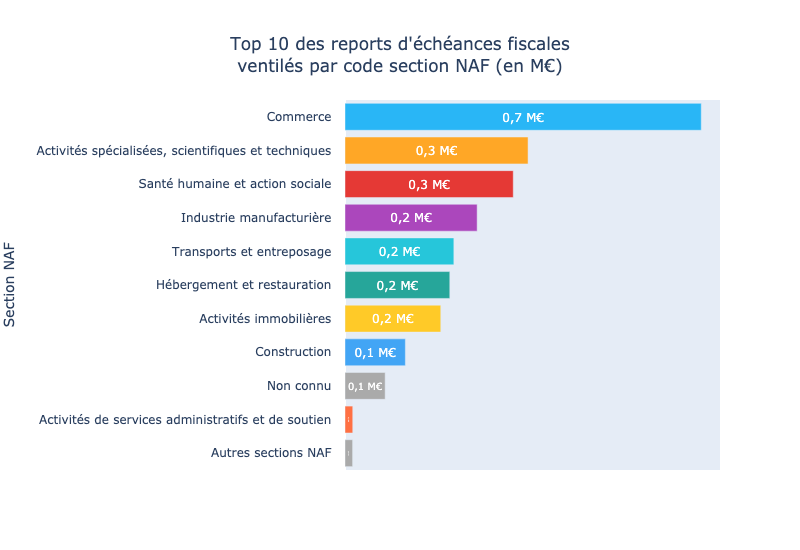 Top 10 des reports d'échéances fiscales
ventilés par code section NAF (en M€)
Section NAF
Commerce
0,7 M€
Activités spécialisées, scientifiques et techniques
0,3 M€
Santé humaine et action sociale
0,3 M€
Industrie manufacturière
0,2 M€
Transports et entreposage
0,2 M€
Hébergement et restauration
0,2 M€
Activités immobilières
0,2 M€
Construction
0,1 M€
Non connu
0,1 M€
Activités de services administratifs et de soutien
Autres sections NAF